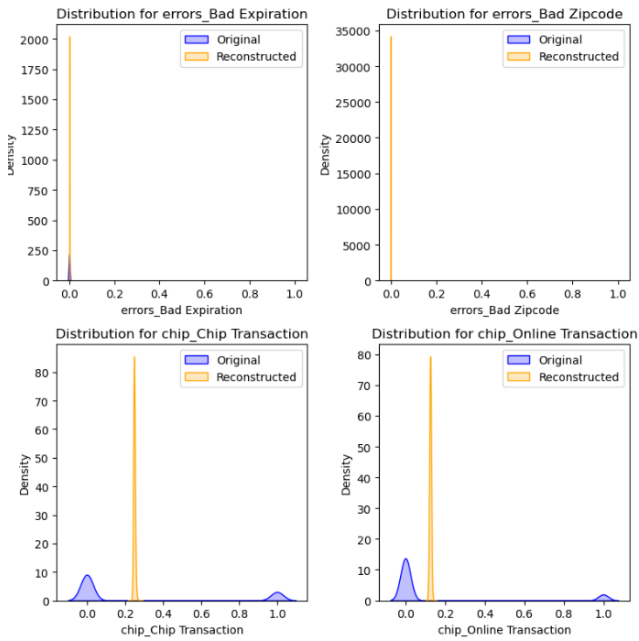 Distribution for errors_Bad Expiration
2000
1750
1500
1250
1000
750
500
250
0
Density
Original
Reconstructed
0.0 0.2 0.4 0.6 0.8 1.0
errors_Bad Expiration
Distribution for errors_Bad Zipcode
35000
30000
25000
20000
15000
10000
5000
0
Density
Original
Reconstructed
0.0 0.2 0.4 0.6 0.8 1.0
errors_Bad Zipcode
Distribution for chip_Chip Transaction
80
70
60
50
40
30
20
10
0
Density
Original
Reconstructed
0.0 0.2 0.4 0.6 0.8 1.0
chip_Chip Transaction
Distribution for chip_Online Transaction
80
70
60
50
40
30
20
10
0
Density
Original
Reconstructed
0.0 0.2 0.4 0.6 0.8 1.0
chip_Online Transaction